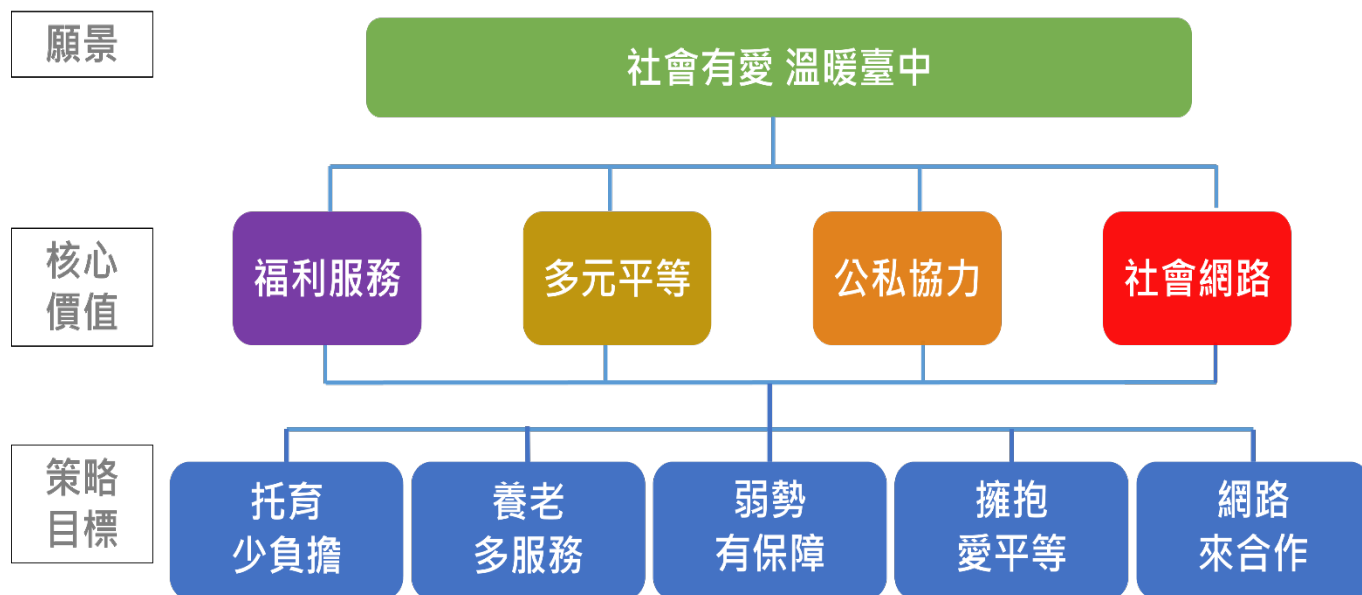 願景
社會有愛 溫暖臺中
核心
價值
福利服務
多元平等
公私協力
社會網路
策略
目標
托育
少負擔
養老
多服務
弱勢
有保障
擁抱
愛平等
網路
來合作